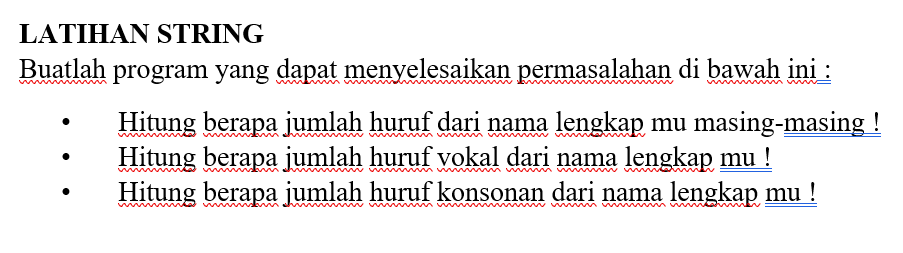 LATIHAN STRING
Buatlah program yang dapat menyelesaikan permasalahan di bawah ini :
• Hitung berapa jumlah huruf dari nama lengkap mu masing-masing !
• Hitung berapa jumlah huruf vokal dari nama lengkap mu !
• Hitung berapa jumlah huruf konsonan dari nama lengkap mu !